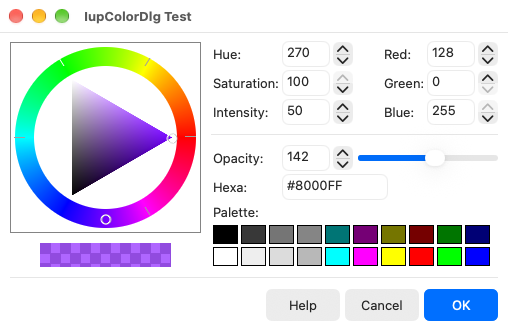 IupColorDlg Test
Hue: 270 Red: 128
Saturation: 100 Green: 0
Intensity: 50 Blue: 255
Opacity: 142
Hexa: #8000FF
Palette:
Help Cancel OK